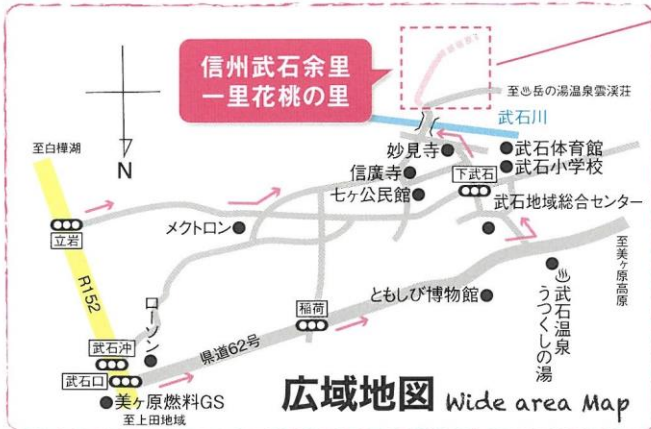 信州武石余里
一里花桃の里
至♨岳の湯温泉雲渓荘
武石川
至白樺湖
N
妙見寺
武石体育館
信廣寺
下武石
武石小学校
七ヶ公民館
武石地域総合センター
立岩
メクトロン
至美ヶ原高原
R152
ローソン
稲荷
ともしび博物館
♨武石温泉
うつくしの湯
武石沖
県道62号
武石口
美ヶ原燃料GS
至上田地域
広域地図 Wide area Map